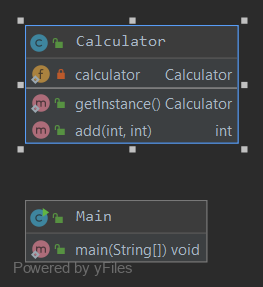 Calculator
calculator Calculator
getInstance() Calculator
add(int, int) int
Main
main(String[]) void
Powered by yFiles